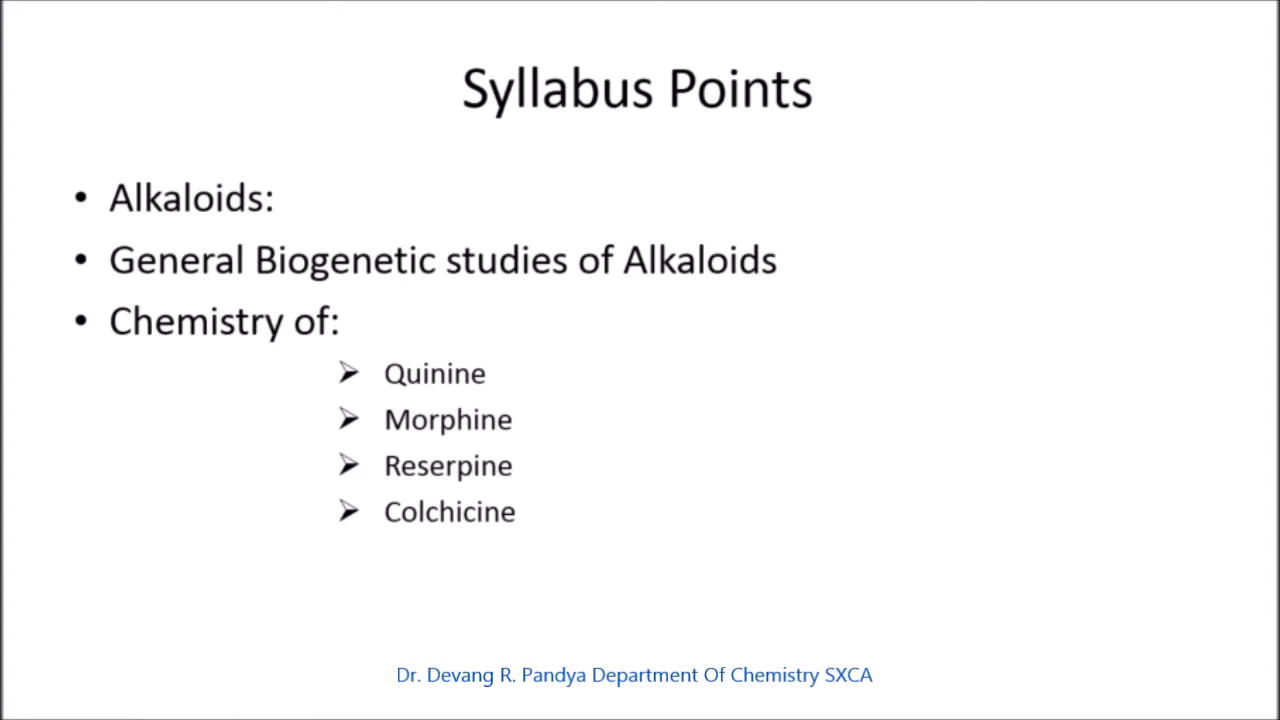 Syllabus Points
• Alkaloids:
• General Biogenetic studies of Alkaloids
• Chemistry of:
➢ Quinine
➢ Morphine
➢ Reserpine
➢ Colchicine
Dr. Devang R. Pandya Department Of Chemistry SXCA